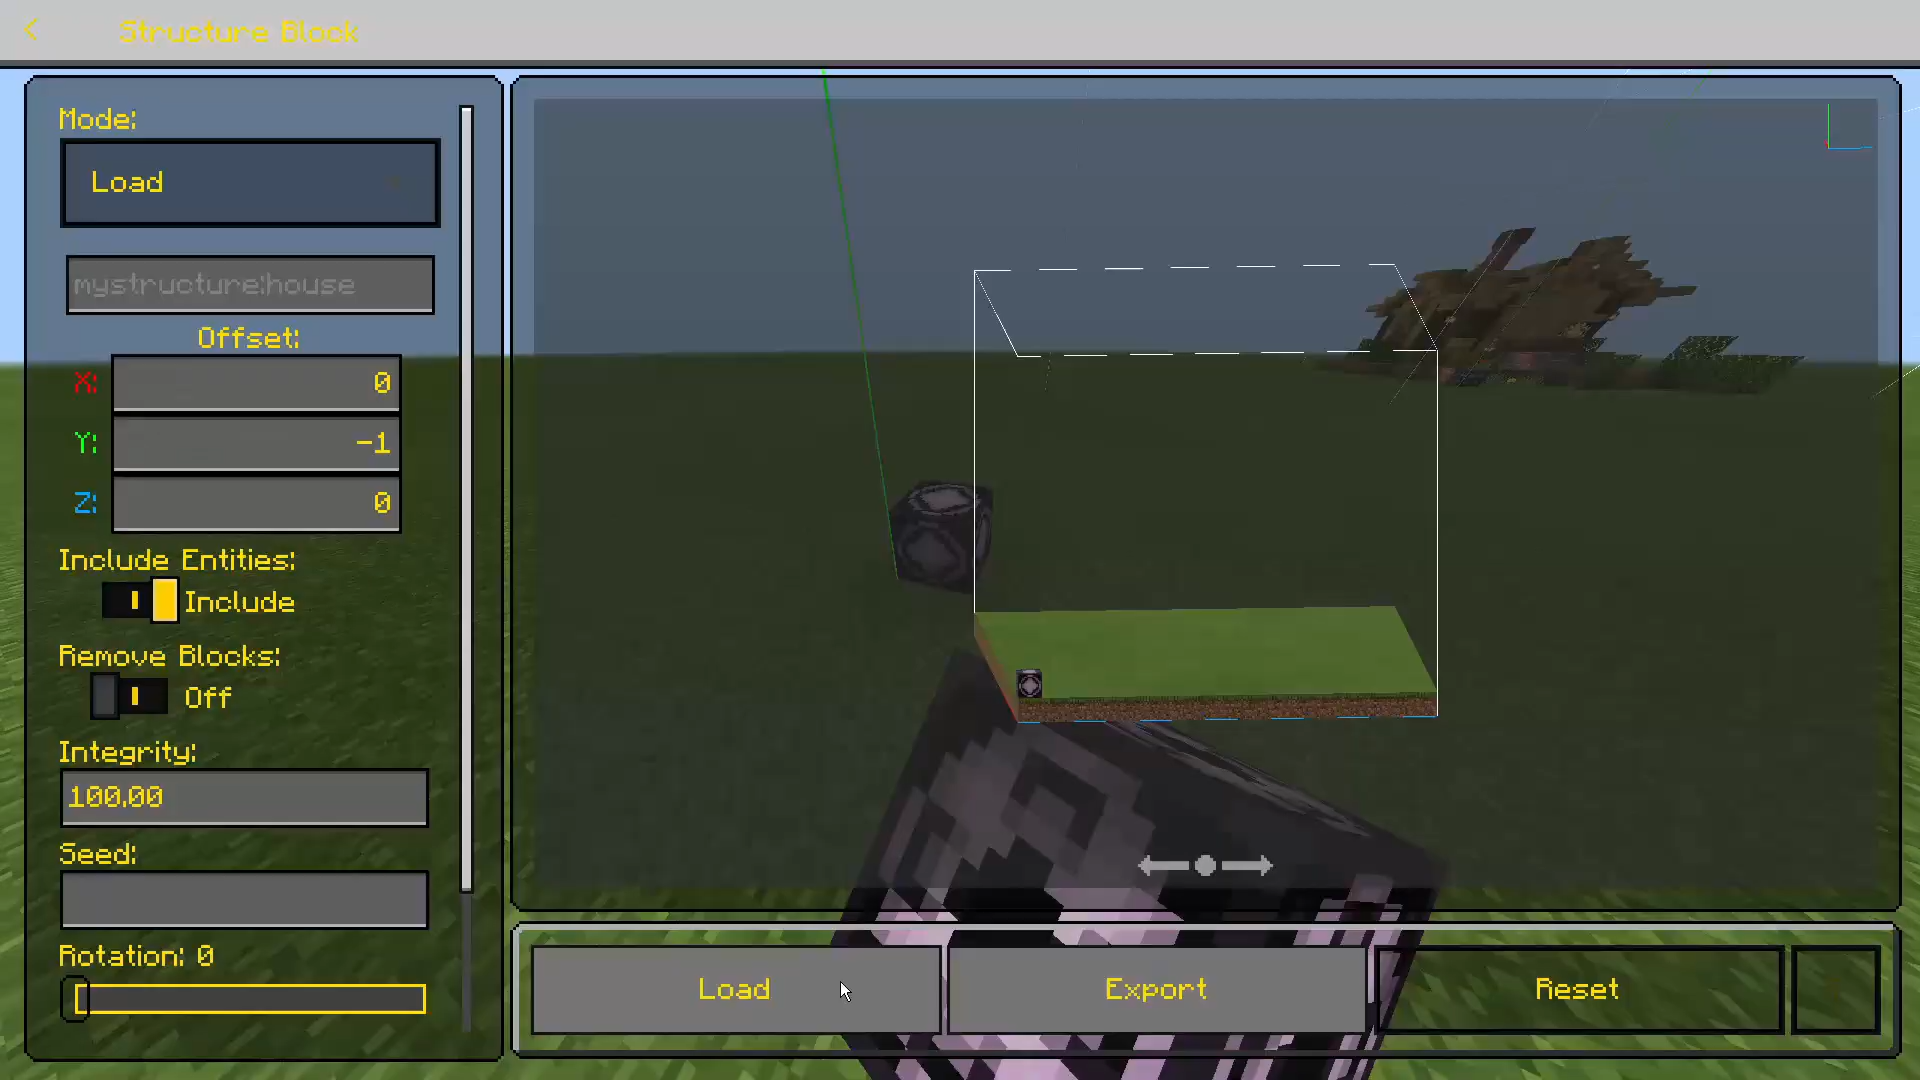 Structure Block
Mode:
Load
mystructure:house
Offset:
X: 0
Y: -1
Z: 0
Include Entities:
Include
Remove Blocks:
Off
Integrity:
100.00
Seed:
Rotation: 0
Load
Export
Reset